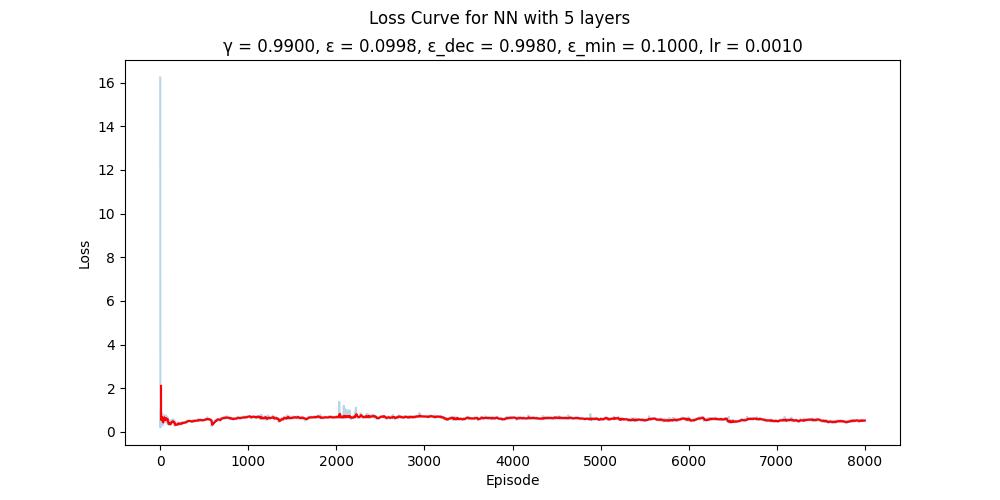 Loss Curve for NN with 5 layers
γ = 0.9900, ε = 0.0998, ε_dec = 0.9980, ε_min = 0.1000, lr = 0.0010
16
14
12
10
8
6
4
2
0
Loss
0 1000 2000 3000 4000 5000 6000 7000 8000
Episode